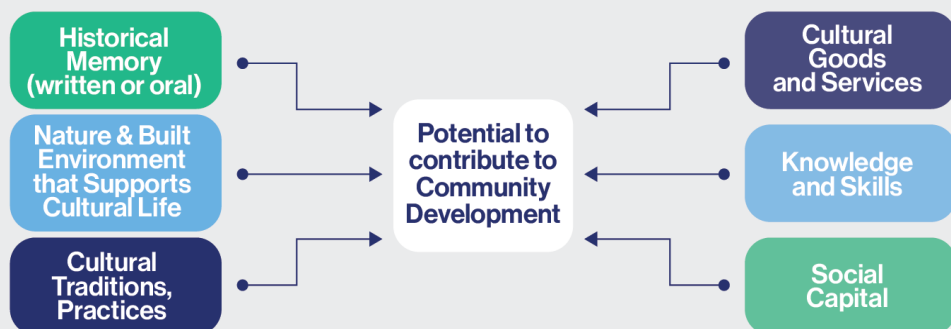 Historical
Memory
(written or oral)
Nature & Built
Environment
that Supports
Cultural Life
Cultural
Traditions,
Practices
Potential to
contribute to
Community
Development
Cultural
Goods
and Services
Knowledge
and Skills
Social
Capital